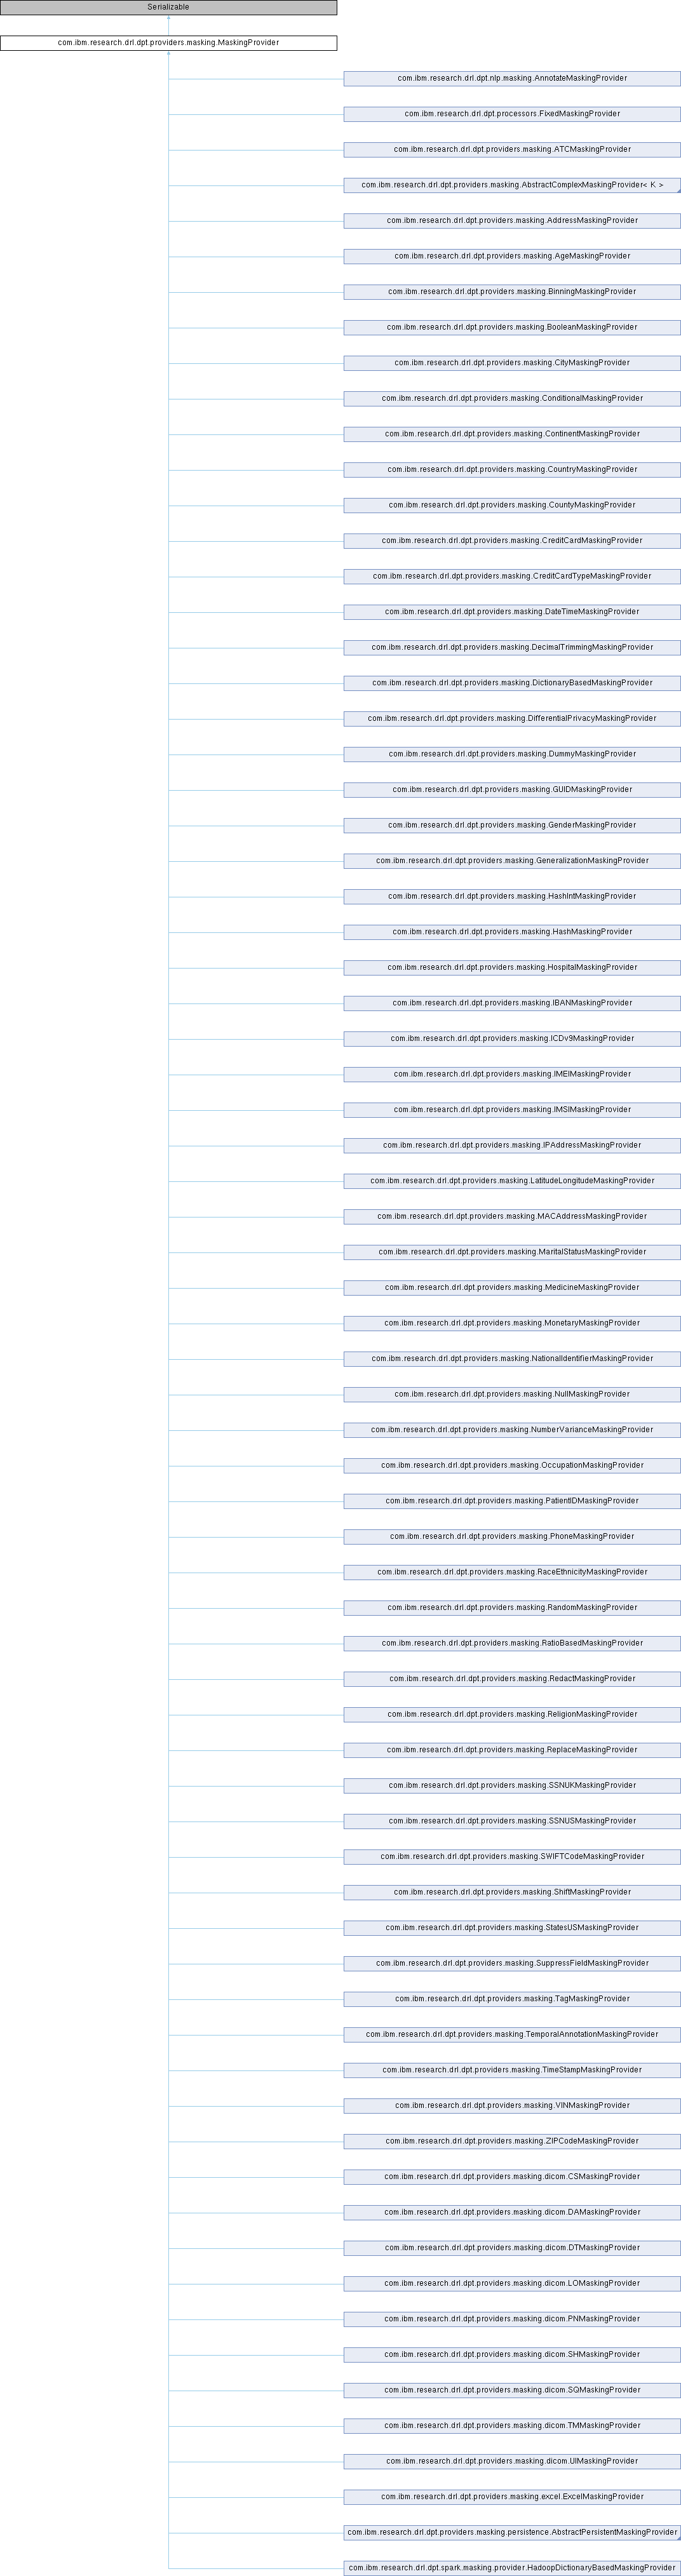 Serializable
com.ibm.research.drl.dpt.providers.masking.MaskingProvider
com.ibm.research.drl.dpt.nlp.masking.AnnotateMaskingProvider
com.ibm.research.drl.dpt.processors.FixedMaskingProvider
com.ibm.research.drl.dpt.providers.masking.ATCMaskingProvider
com.ibm.research.drl.dpt.providers.masking.AbstractComplexMaskingProvider< K >
com.ibm.research.drl.dpt.providers.masking.AddressMaskingProvider
com.ibm.research.drl.dpt.providers.masking.AgeMaskingProvider
com.ibm.research.drl.dpt.providers.masking.BinningMaskingProvider
com.ibm.research.drl.dpt.providers.masking.BooleanMaskingProvider
com.ibm.research.drl.dpt.providers.masking.CityMaskingProvider
com.ibm.research.drl.dpt.providers.masking.ConditionalMaskingProvider
com.ibm.research.drl.dpt.providers.masking.ContinentMaskingProvider
com.ibm.research.drl.dpt.providers.masking.CountryMaskingProvider
com.ibm.research.drl.dpt.providers.masking.CountyMaskingProvider
com.ibm.research.drl.dpt.providers.masking.CreditCardMaskingProvider
com.ibm.research.drl.dpt.providers.masking.CreditCardTypeMaskingProvider
com.ibm.research.drl.dpt.providers.masking.DateTimeMaskingProvider
com.ibm.research.drl.dpt.providers.masking.DecimalTrimmingMaskingProvider
com.ibm.research.drl.dpt.providers.masking.DictionaryBasedMaskingProvider
com.ibm.research.drl.dpt.providers.masking.DifferentialPrivacyMaskingProvider
com.ibm.research.drl.dpt.providers.masking.DummyMaskingProvider
com.ibm.research.drl.dpt.providers.masking.GUIDMaskingProvider
com.ibm.research.drl.dpt.providers.masking.GenderMaskingProvider
com.ibm.research.drl.dpt.providers.masking.GeneralizationMaskingProvider
com.ibm.research.drl.dpt.providers.masking.HashIntMaskingProvider
com.ibm.research.drl.dpt.providers.masking.HashMaskingProvider
com.ibm.research.drl.dpt.providers.masking.HospitalMaskingProvider
com.ibm.research.drl.dpt.providers.masking.IBANMaskingProvider
com.ibm.research.drl.dpt.providers.masking.ICDv9MaskingProvider
com.ibm.research.drl.dpt.providers.masking.IMEIMaskingProvider
com.ibm.research.drl.dpt.providers.masking.IMSIMaskingProvider
com.ibm.research.drl.dpt.providers.masking.IPAddressMaskingProvider
com.ibm.research.drl.dpt.providers.masking.LatitudeLongitudeMaskingProvider
com.ibm.research.drl.dpt.providers.masking.MACAddressMaskingProvider
com.ibm.research.drl.dpt.providers.masking.MaritalStatusMaskingProvider
com.ibm.research.drl.dpt.providers.masking.MedicineMaskingProvider
com.ibm.research.drl.dpt.providers.masking.MonetaryMaskingProvider
com.ibm.research.drl.dpt.providers.masking.NationalIdentifierMaskingProvider
com.ibm.research.drl.dpt.providers.masking.NullMaskingProvider
com.ibm.research.drl.dpt.providers.masking.NumberVarianceMaskingProvider
com.ibm.research.drl.dpt.providers.masking.OccupationMaskingProvider
com.ibm.research.drl.dpt.providers.masking.PatientIDMaskingProvider
com.ibm.research.drl.dpt.providers.masking.PhoneMaskingProvider
com.ibm.research.drl.dpt.providers.masking.RaceEthnicityMaskingProvider
com.ibm.research.drl.dpt.providers.masking.RandomMaskingProvider
com.ibm.research.drl.dpt.providers.masking.RatioBasedMaskingProvider
com.ibm.research.drl.dpt.providers.masking.RedactMaskingProvider
com.ibm.research.drl.dpt.providers.masking.ReligionMaskingProvider
com.ibm.research.drl.dpt.providers.masking.ReplaceMaskingProvider
com.ibm.research.drl.dpt.providers.masking.SSNUKMaskingProvider
com.ibm.research.drl.dpt.providers.masking.SSNUSMaskingProvider
com.ibm.research.drl.dpt.providers.masking.SWIFTCodeMaskingProvider
com.ibm.research.drl.dpt.providers.masking.ShiftMaskingProvider
com.ibm.research.drl.dpt.providers.masking.StatesUSMaskingProvider
com.ibm.research.drl.dpt.providers.masking.SuppressFieldMaskingProvider
com.ibm.research.drl.dpt.providers.masking.TagMaskingProvider
com.ibm.research.drl.dpt.providers.masking.TemporalAnnotationMaskingProvider
com.ibm.research.drl.dpt.providers.masking.TimeStampMaskingProvider
com.ibm.research.drl.dpt.providers.masking.VINMaskingProvider
com.ibm.research.drl.dpt.providers.masking.ZIPCodeMaskingProvider
com.ibm.research.drl.dpt.providers.masking.dicom.CSMaskingProvider
com.ibm.research.drl.dpt.providers.masking.dicom.DAMaskingProvider
com.ibm.research.drl.dpt.providers.masking.dicom.DTMaskingProvider
com.ibm.research.drl.dpt.providers.masking.dicom.LOMaskingProvider
com.ibm.research.drl.dpt.providers.masking.dicom.PNMaskingProvider
com.ibm.research.drl.dpt.providers.masking.dicom.SHMaskingProvider
com.ibm.research.drl.dpt.providers.masking.dicom.SQMaskingProvider
com.ibm.research.drl.dpt.providers.masking.dicom.TMMaskingProvider
com.ibm.research.drl.dpt.providers.masking.dicom.UIMaskingProvider
com.ibm.research.drl.dpt.providers.masking.excel.ExcelMaskingProvider
com.ibm.research.drl.dpt.providers.masking.persistence.AbstractPersistentMaskingProvider
com.ibm.research.drl.dpt.spark.masking.provider.HadoopDictionaryBasedMaskingProvider